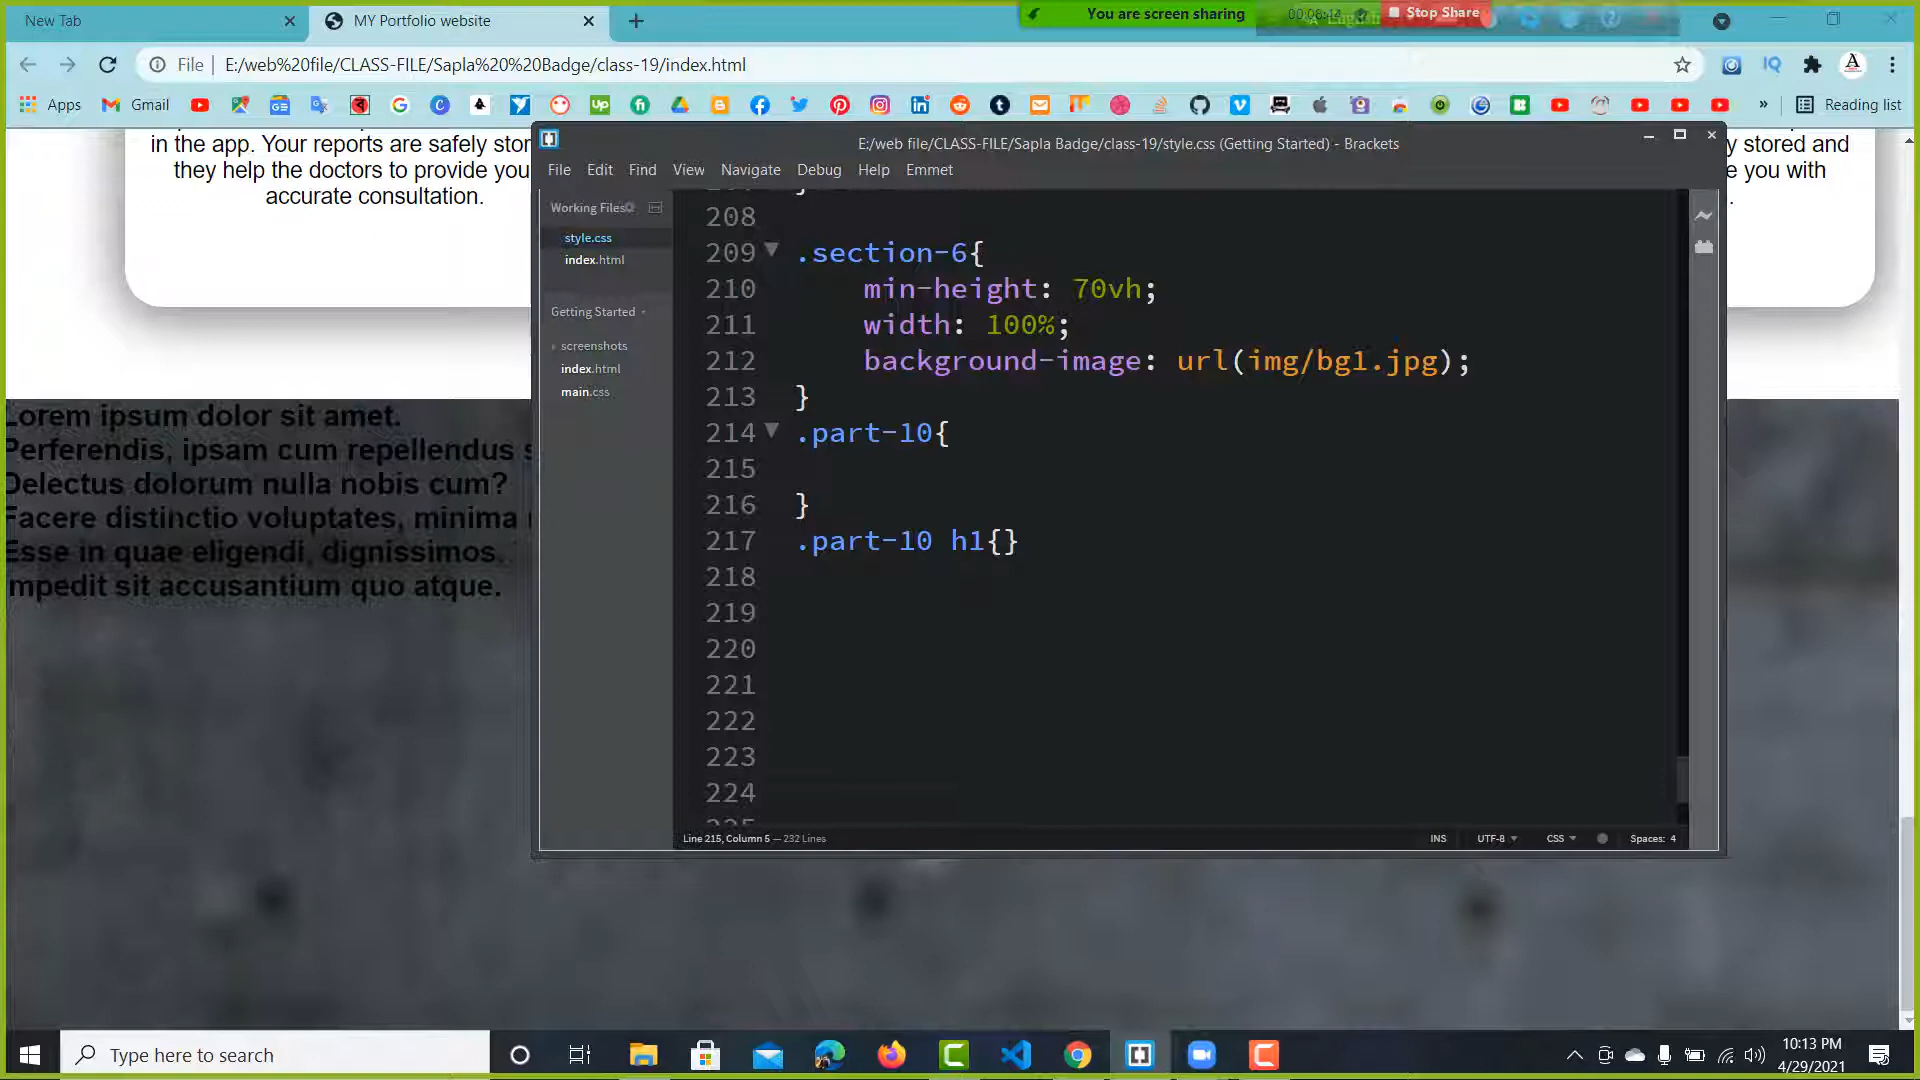 New Tab
MY Portfolio website
You are screen sharing
Stop Share
File
E:/web%20file/CLASS-FILE/Sapla%20%20Badge/class-19/index.html
Apps
Gmail
Reading list
in the app. Your reports are safely stor
they help the doctors to provide you
accurate consultation.
y stored and
e you with
Lorem ipsum dolor sit amet.
Perferendis, ipsam cum repellendus s
Delectus dolorum nulla nobis cum?
Facere distinctio voluptates, minima
Esse in quae eligendi, dignissimos.
Impedit sit accusantium quo atque.
E:/web file/CLASS-FILE/Sapla Badge/class-19/style.css (Getting Started) - Brackets
File Edit Find View Navigate Debug Help Emmet
Working Files
style.css
index.html
Getting Started
screenshots
index.html
main.css
208
209 .section-6{
210 min-height: 70vh;
211 width: 100%;
212 background-image: url(img/bg1.jpg);
213 }
214 .part-10{
215
216 }
217 .part-10 h1{}
218
219
220
221
222
223
224
Line 215, Column 5 — 232 Lines
INS UTF-8 CSS Spaces: 4
Type here to search
10:13 PM
4/29/2021